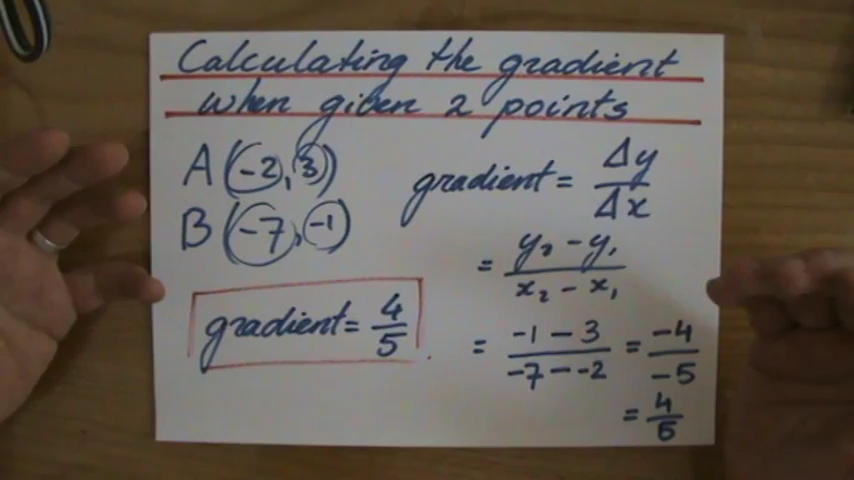 Calculating the gradient
when given 2 points
A(-2,3)
B(-7,-1)
gradient = 4/5
gradient = Δy/Δx
= y₂ - y₁/x₂ - x₁
= -1 - 3/-7 - -2 = -4/-5
= 4/5